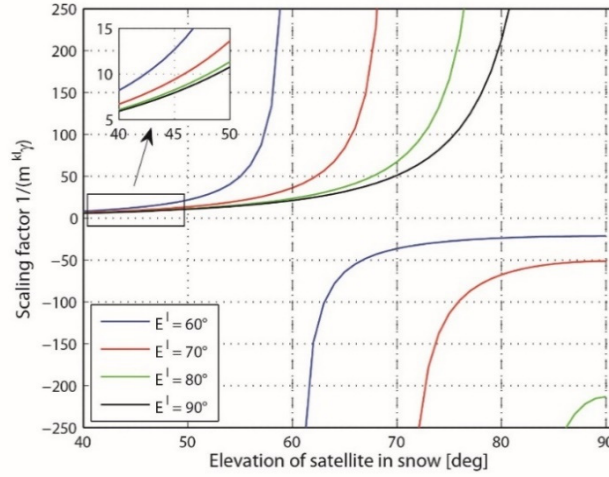 250
200
150
100
50
0
−50
−100
−150
−200
−250
Scaling factor 1/(m ᵏˡγ)
15
10
5
40 45 50
E ˡ = 60°
E ˡ = 70°
E ˡ = 80°
E ˡ = 90°
40 50 60 70 80 90
Elevation of satellite in snow [deg]